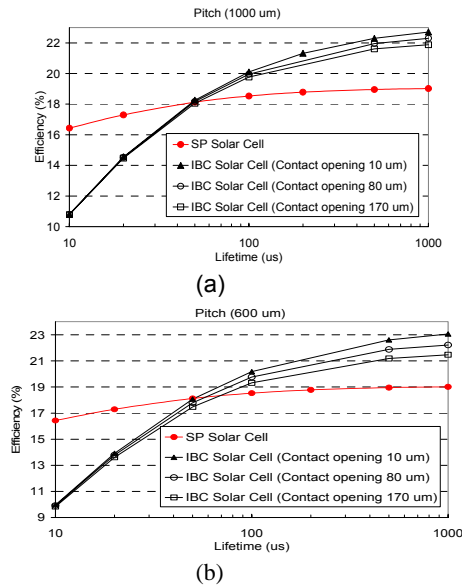 Pitch (1000 um)
Efficiency (%)
22
20
18
16
14
12
10
SP Solar Cell
IBC Solar Cell (Contact opening 10 um)
IBC Solar Cell (Contact opening 80 um)
IBC Solar Cell (Contact opening 170 um)
10 100 1000
Lifetime (us)
(a)
Pitch (600 um)
Efficiency (%)
23
21
19
17
15
13
11
9
SP Solar Cell
IBC Solar Cell (Contact opening 10 um)
IBC Solar Cell (Contact opening 80 um)
IBC Solar Cell (Contact opening 170 um)
10 100 1000
Lifetime (us)
(b)